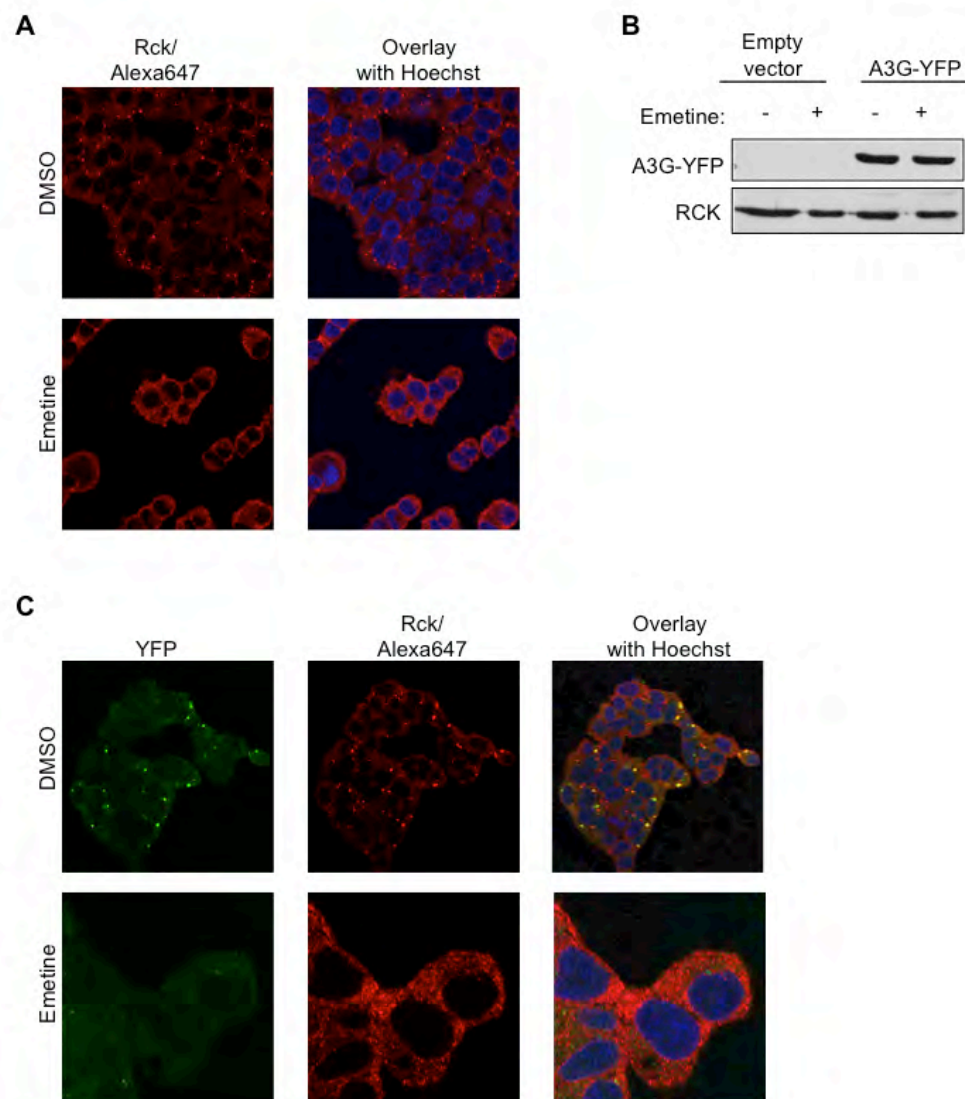 A
Rck/
Alexa647
Overlay
with Hoechst
DMSO
Emetine
B
Empty
vector
A3G-YFP
Emetine: - + - +
A3G-YFP
RCK
C
YFP
Rck/
Alexa647
Overlay
with Hoechst
DMSO
Emetine